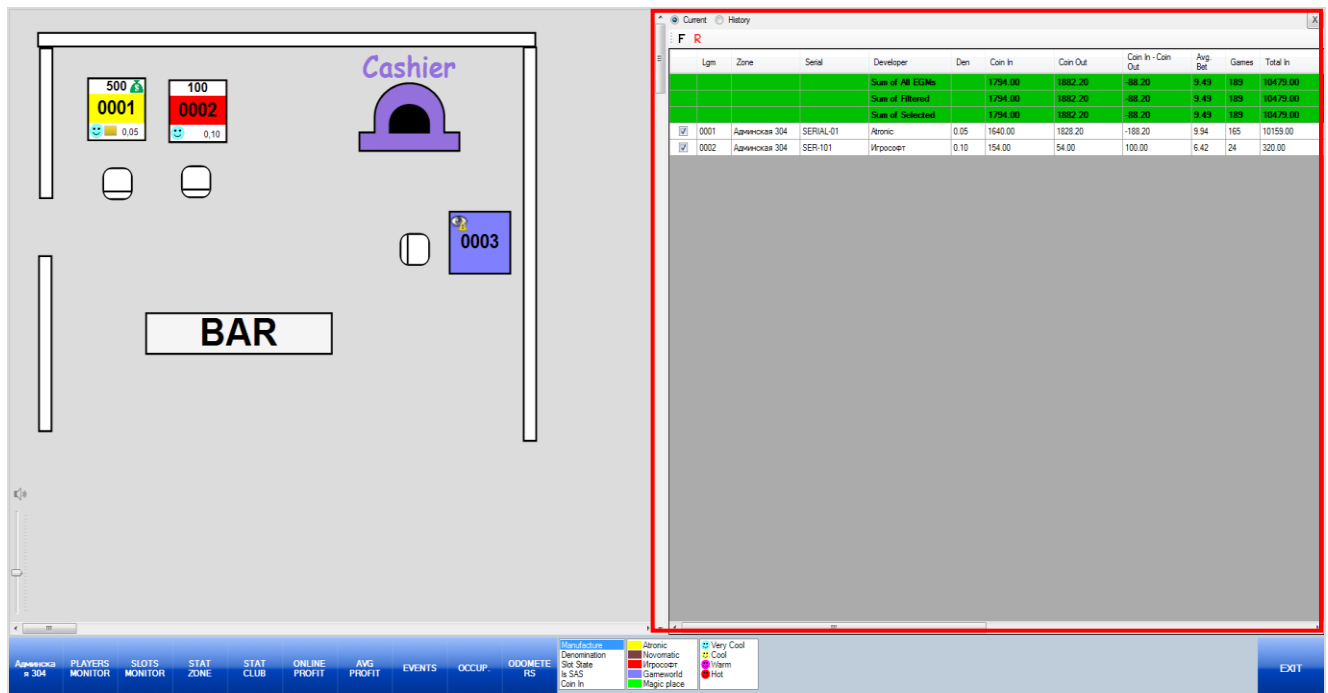 Current History X
F R
Lgm Zone Serial Developer Den Coin In Coin Out Coin In - Coin Out Avg. Bet Games Total In
Sum of All EGMs 1794.00 1882.20 -88.20 9.49 189 10479.00
Sum of Filtered 1794.00 1882.20 -88.20 9.49 189 10479.00
Sum of Selected 1794.00 1882.20 -88.20 9.49 189 10479.00
0001 Админская 304 SERIAL-01 Atronic 0.05 1640.00 1828.20 -188.20 9.94 165 10159.00
0002 Админская 304 SER-101 Игрософт 0.10 154.00 54.00 100.00 6.42 24 320.00
Cashier
500 100
0001 0002
0,05 0,10
0003
BAR
Админска
я 304
PLAYERS
MONITOR
SLOTS
MONITOR
STAT
ZONE
STAT
CLUB
ONLINE
PROFIT
AVG
PROFIT
EVENTS
OCCUP.
ODOMETE
RS
Manufacture
Denomination
Slot State
Is SAS
Coin In
Atronic
Novomatic
Игрософт
Gameworld
Magic place
Very Cool
Cool
Warm
Hot
EXIT